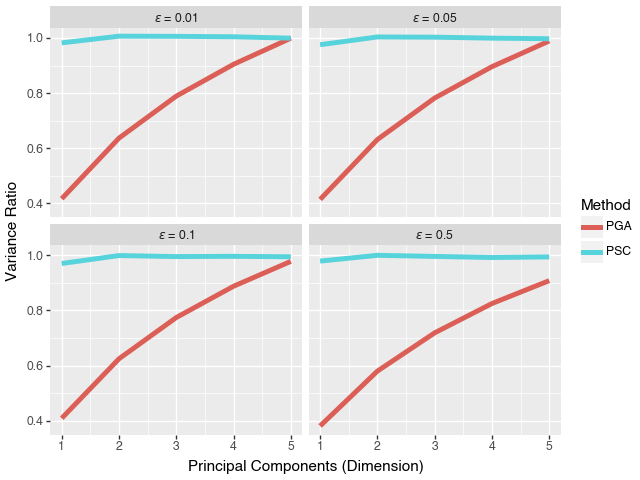 ε = 0.01
ε = 0.05
1.0
0.8
0.6
0.4
ε = 0.1
ε = 0.5
1.0
0.8
0.6
0.4
1 2 3 4 5
1 2 3 4 5
Principal Components (Dimension)
Variance Ratio
Method
PGA
PSC